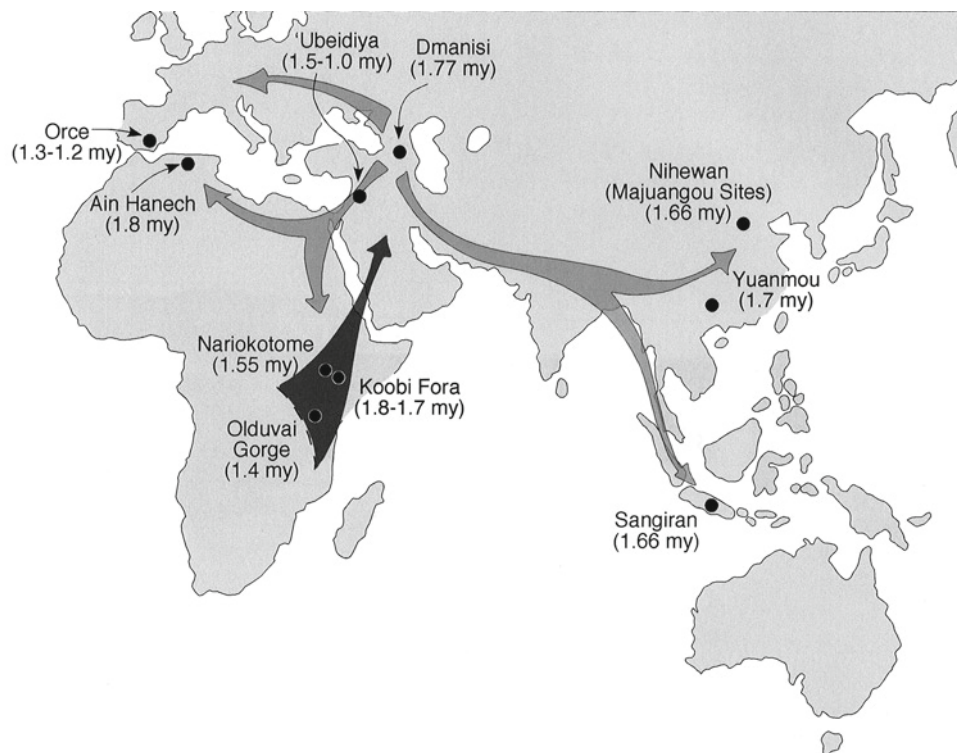 'Ubeidiya
(1.5-1.0 my)
Dmanisi
(1.77 my)
Orce
(1.3-1.2 my)
Ain Hanech
(1.8 my)
Nihewan
(Majuangou Sites)
(1.66 my)
Yuanmou
(1.7 my)
Nariokotome
(1.55 my)
Koobi Fora
(1.8-1.7 my)
Olduvai
Gorge
(1.4 my)
Sangiran
(1.66 my)